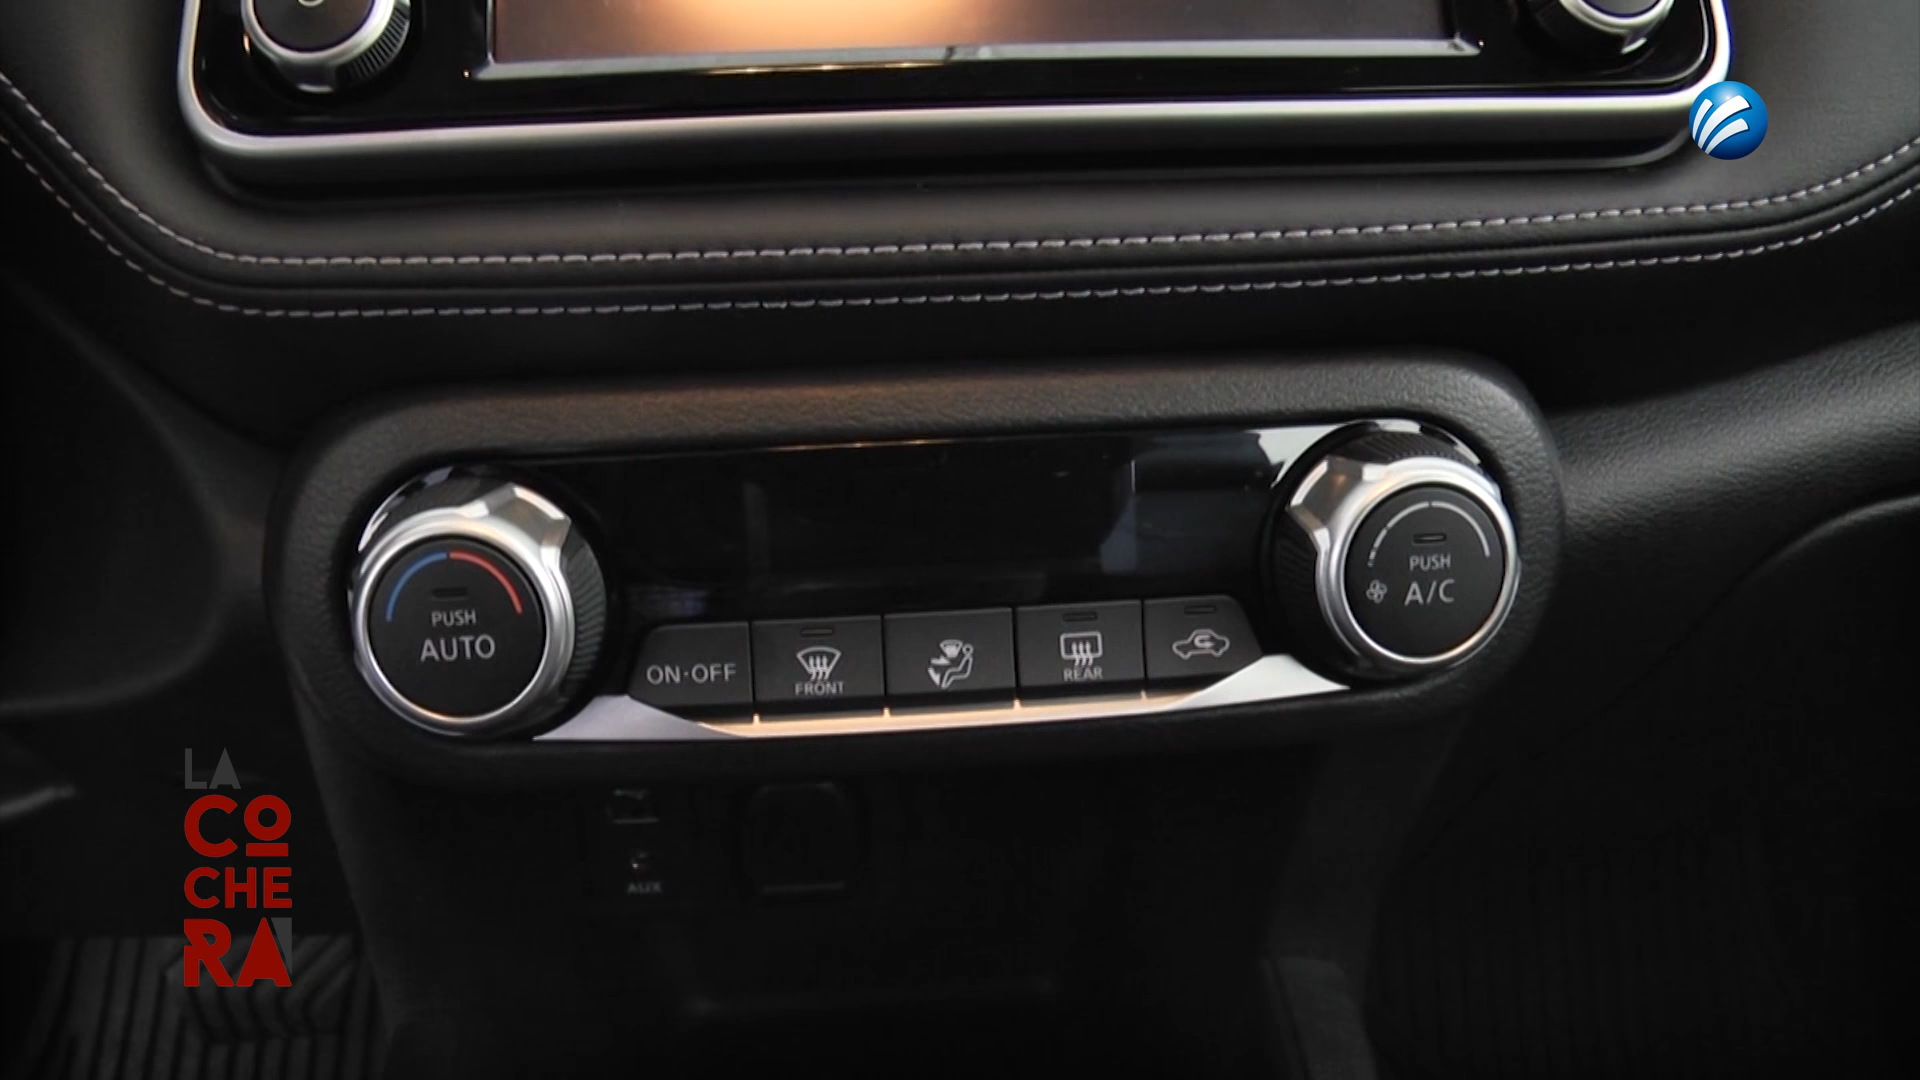 PUSH
AUTO
ON·OFF
FRONT
REAR
PUSH
A/C
AUX
LA
CO
CHE
RA